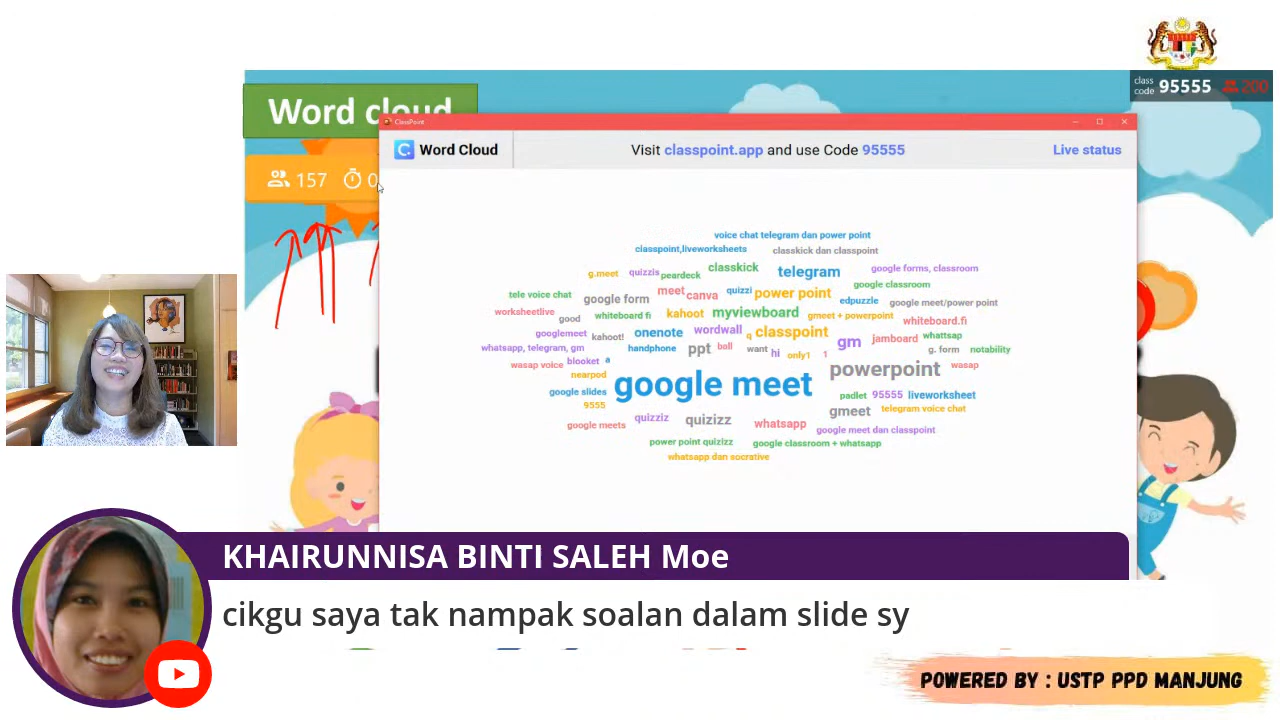 class code 95555 200
Word cloud
ClassPoint
Word Cloud
Visit classpoint.app and use Code 95555
Live status
157
voice chat telegram dan power point
classpoint,liveworksheets
classkick dan classpoint
g.meet
quizzis
peardeck
classkick
telegram
google forms, classroom
google classroom
tele voice chat
google form
meet
canva
quizzi
power point
edpuzzle
google meet/power point
worksheetlive
good
whiteboard fi
kahoot
myviewboard
gmeet + powerpoint
whiteboard.fi
googlemeet
kahoot!
onenote
wordwall
q
classpoint
gm
jamboard
whattsap
whatsapp, telegram, gm
handphone
ppt
ball
want
hi
only1
1
g. form
notability
wasap voice
blooket
a
nearpod
google meet
powerpoint
wasap
google slides
9555
padlet
95555
liveworksheet
google meets
quizziz
quizizz
whatsapp
gmeet
telegram voice chat
google meet dan classpoint
power point quizizz
google classroom + whatsapp
whatsapp dan socrative
KHAIRUNNISA BINTI SALEH Moe
cikgu saya tak nampak soalan dalam slide sy
POWERED BY : USTP PPD MANJUNG